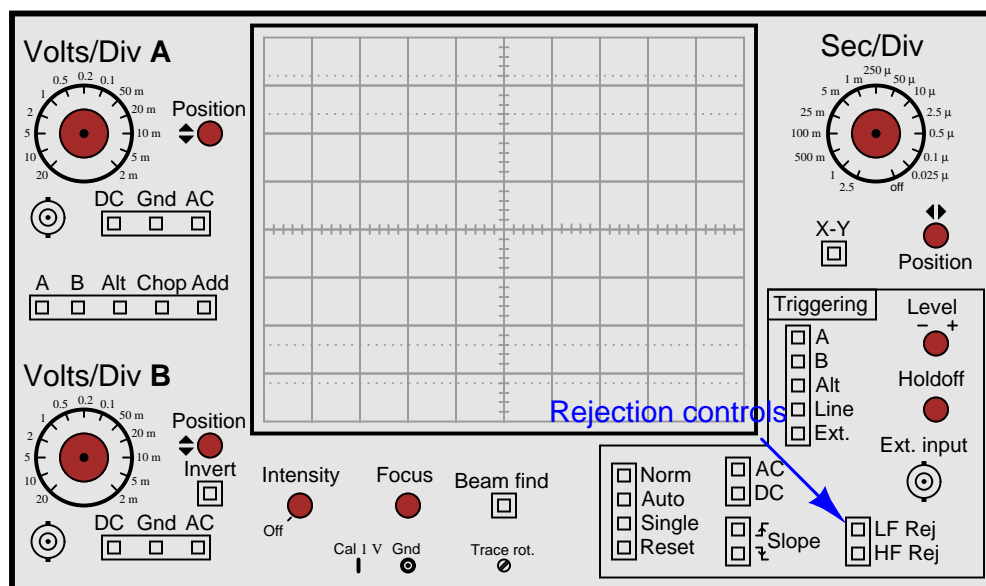 Volts/Div A
0.5 0.2 0.1
1 50 m
2 20 m
5 10 m
10 5 m
20 2 m
Position
DC Gnd AC
A B Alt Chop Add
Volts/Div B
0.5 0.2 0.1
1 50 m
2 20 m
5 10 m
10 5 m
20 2 m
Position
Invert
DC Gnd AC
Intensity
Off
Focus
Beam find
Cal 1 V Gnd
Trace rot.
Sec/Div
250 µ
1 m 50 µ
5 m 10 µ
25 m 2.5 µ
100 m 0.5 µ
500 m 0.1 µ
1 0.025 µ
2.5 off
X-Y
Position
Triggering
A
B
Alt
Line
Ext.
Level
− +
Holdoff
Ext. input
Rejection controls
Norm
Auto
Single
Reset
AC
DC
Slope
LF Rej
HF Rej